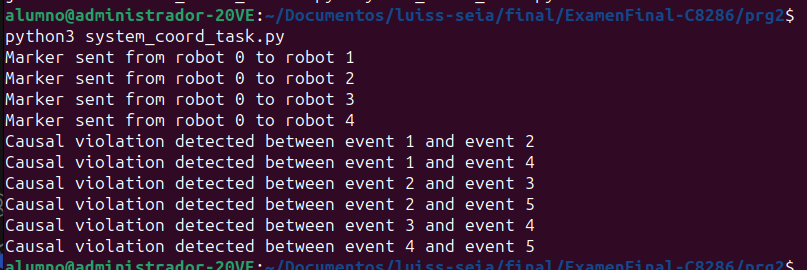 alumno@administrador-20VE:~/Documentos/luiss-seia/final/ExamenFinal-C8286/prg2$
python3 system_coord_task.py
Marker sent from robot 0 to robot 1
Marker sent from robot 0 to robot 2
Marker sent from robot 0 to robot 3
Marker sent from robot 0 to robot 4
Causal violation detected between event 1 and event 2
Causal violation detected between event 1 and event 4
Causal violation detected between event 2 and event 3
Causal violation detected between event 2 and event 5
Causal violation detected between event 3 and event 4
Causal violation detected between event 4 and event 5
alumno@administrador-20VE:~/Documentos/luiss-seia/final/ExamenFinal-C8286/prg2$